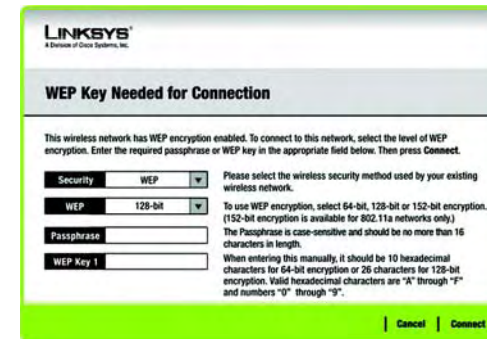 LINKSYS®
A Division of Cisco Systems, Inc.
WEP Key Needed for Connection
This wireless network has WEP encryption enabled. To connect to this network, select the level of WEP
encryption. Enter the required passphrase or WEP key in the appropriate field below. Then press Connect.
Security WEP
Please select the wireless security method used by your existing
wireless network.
WEP 128-bit
To use WEP encryption, select 64-bit, 128-bit or 152-bit encryption.
(152-bit encryption is available for 802.11a networks only.)
Passphrase
The Passphrase is case-sensitive and should be no more than 16
characters in length.
WEP Key 1
When entering this manually, it should be 10 hexadecimal
characters for 64-bit encryption or 26 characters for 128-bit
encryption. Valid hexadecimal characters are "A" through "F"
and numbers "0" through "9".
Cancel Connect